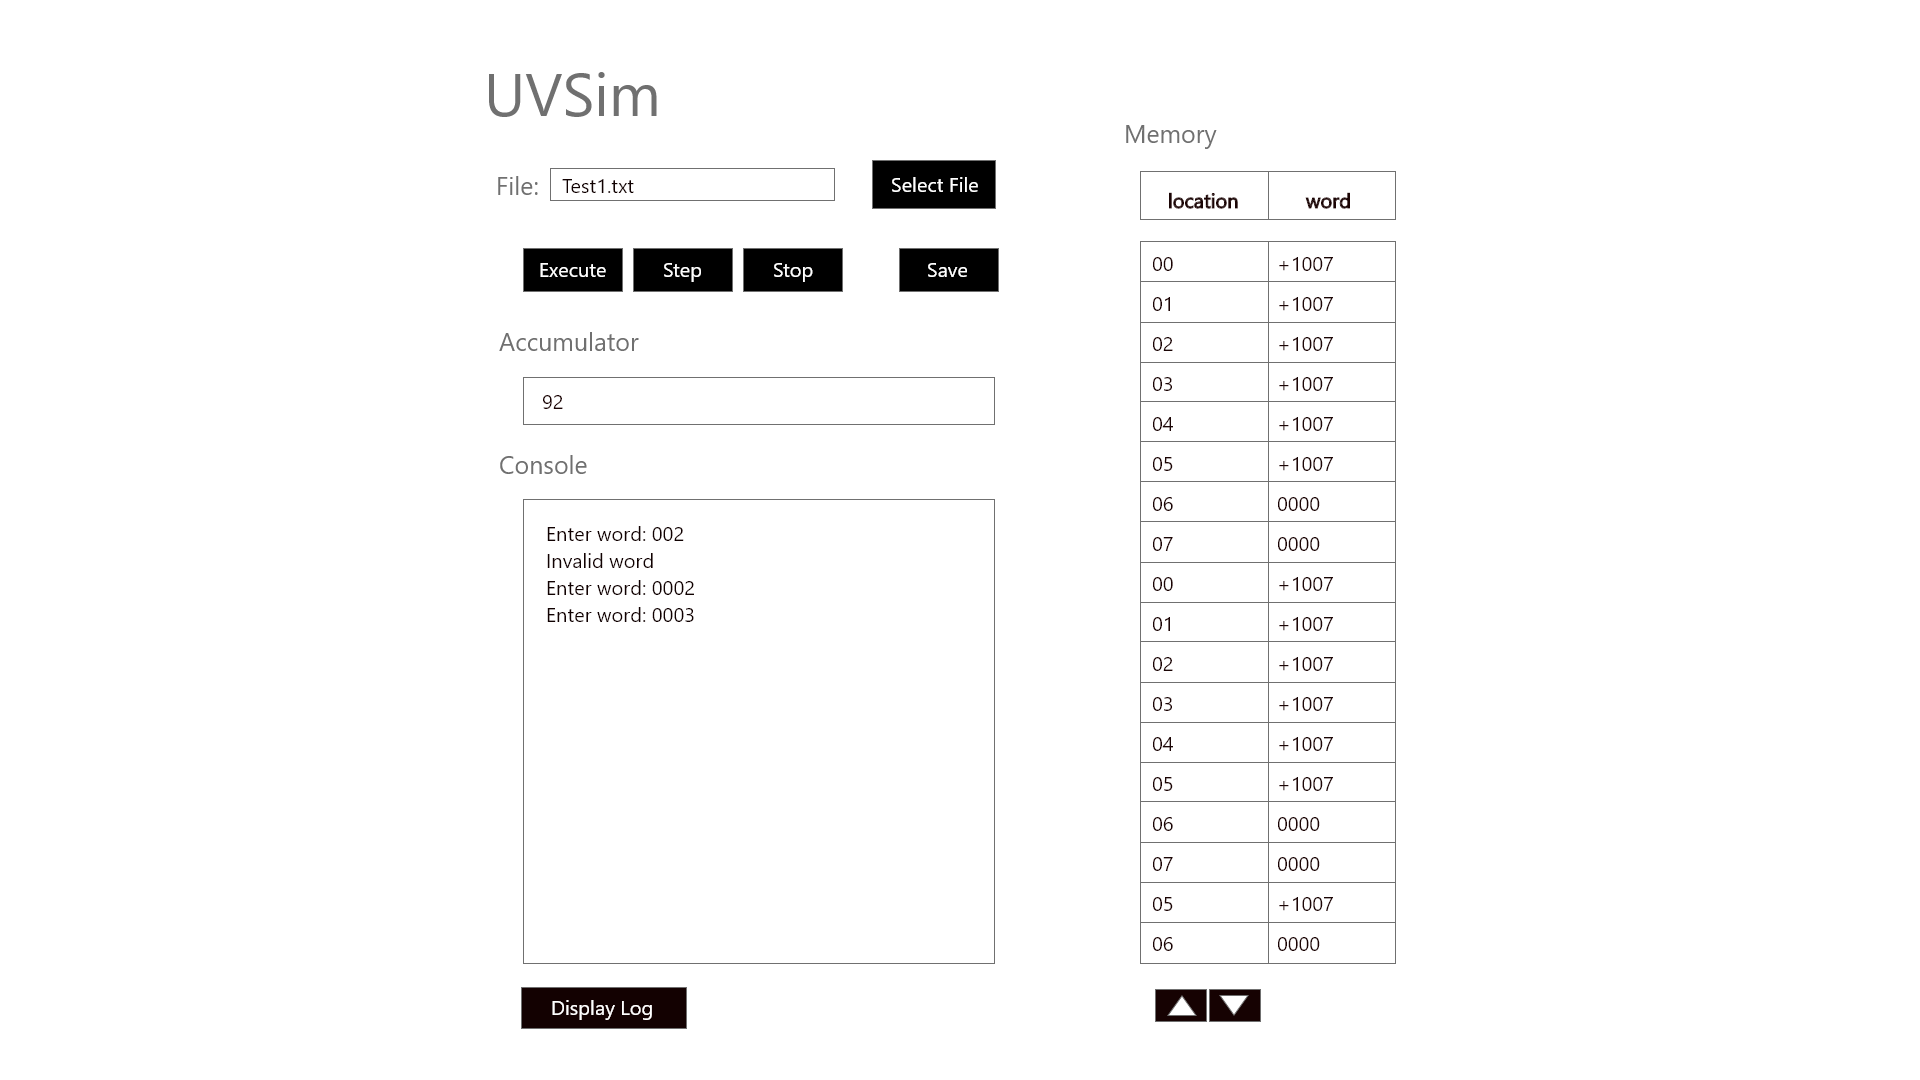 UVSim
File: Test1.txt Select File
Execute Step Stop Save
Accumulator
92
Console
Enter word: 002
Invalid word
Enter word: 0002
Enter word: 0003
Display Log
Memory
location word
00 +1007
01 +1007
02 +1007
03 +1007
04 +1007
05 +1007
06 0000
07 0000
00 +1007
01 +1007
02 +1007
03 +1007
04 +1007
05 +1007
06 0000
07 0000
05 +1007
06 0000